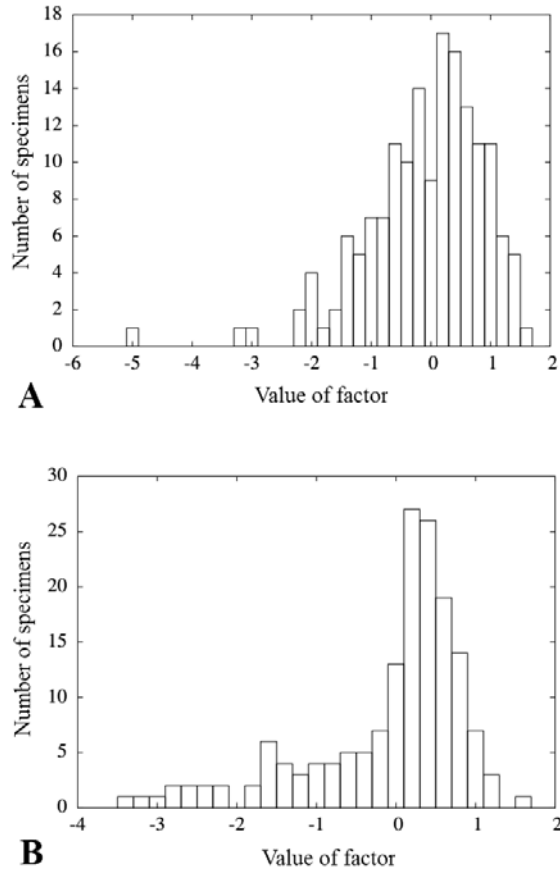 18
16
14
12
10
8
6
4
2
0
Number of specimens
-6 -5 -4 -3 -2 -1 0 1 2
Value of factor
A
30
25
20
15
10
5
0
Number of specimens
-4 -3 -2 -1 0 1 2
Value of factor
B